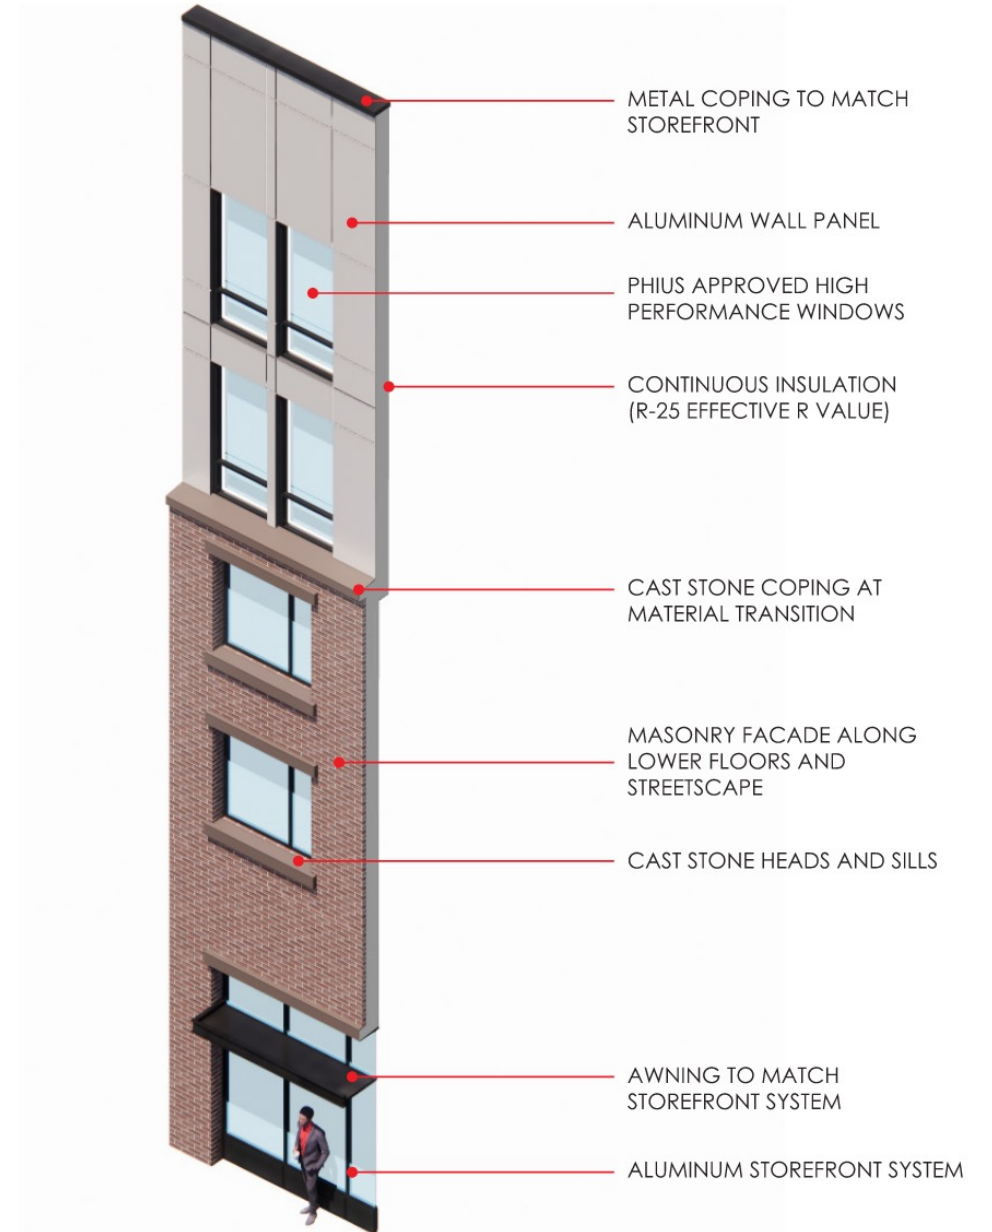 METAL COPING TO MATCH
STOREFRONT
ALUMINUM WALL PANEL
PHIUS APPROVED HIGH
PERFORMANCE WINDOWS
CONTINUOUS INSULATION
(R-25 EFFECTIVE R VALUE)
CAST STONE COPING AT
MATERIAL TRANSITION
MASONRY FACADE ALONG
LOWER FLOORS AND
STREETSCAPE
CAST STONE HEADS AND SILLS
AWNING TO MATCH
STOREFRONT SYSTEM
ALUMINUM STOREFRONT SYSTEM